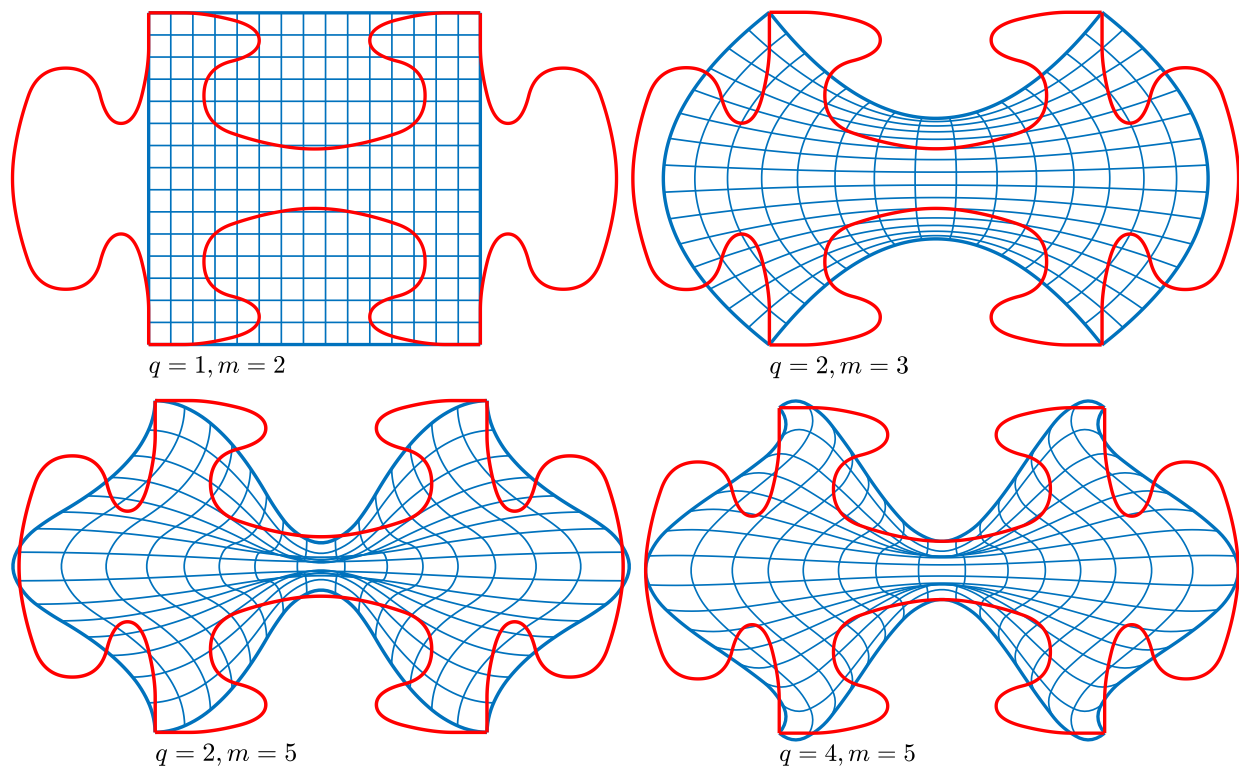 q = 1, m = 2
q = 2, m = 3
q = 2, m = 5
q = 4, m = 5